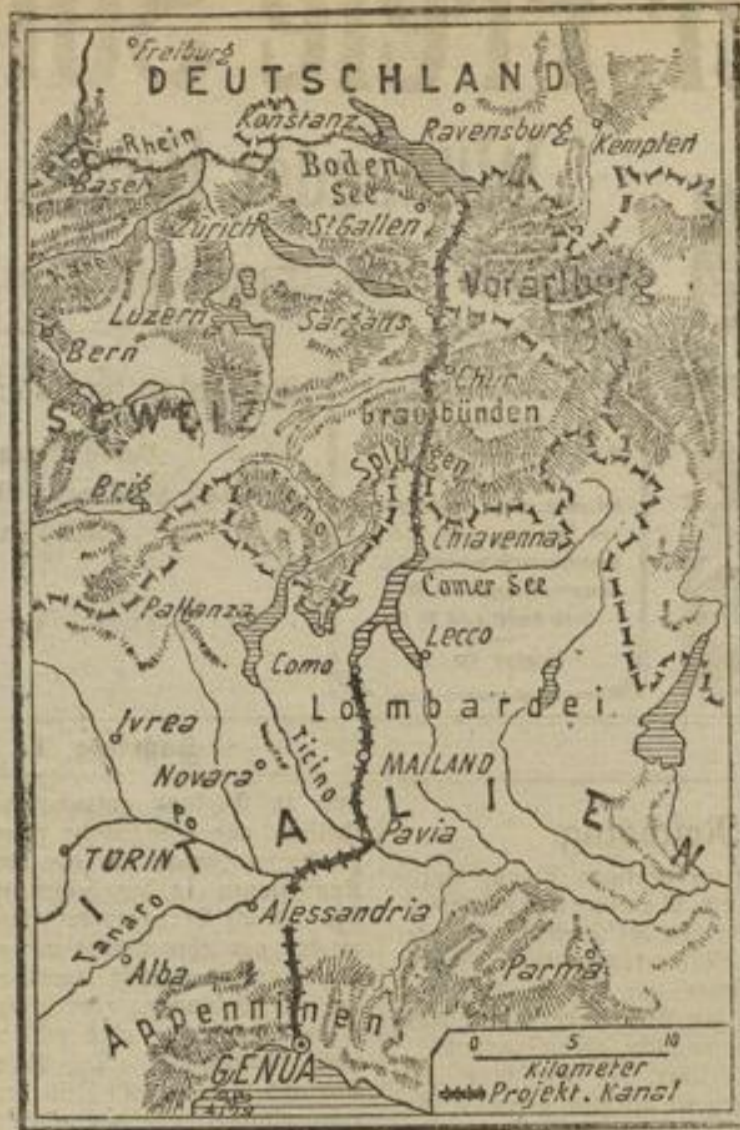 Freiburg
DEUTSCHLAND
Konstanz
Ravensburg
Rhein
Kempten
Basel
Boden
See
Zürich
St.Gallen
Aare
Vorarlberg
Luzern
Sargans
Bern
Chur
SCHWEIZ
Graubünden
Splügen
Brig
Ticino
Chiavenna
Comer See
Pallanza
Lecco
Como
Lombardei
Ivrea
Ticino
Novara
MAILAND
Po
ITALIEN
Pavia
TURIN
Tanaro
Alessandria
Alba
Parma
Appenninen
0 5 10
GENUA
Kilometer
Projekt. Kanal